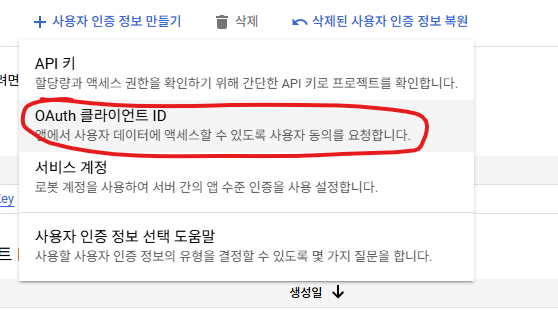 + 사용자 인증 정보 만들기 삭제 삭제된 사용자 인증 정보 복원
API 키
할당량과 액세스 권한을 확인하기 위해 간단한 API 키로 프로젝트를 확인합니다.
려면
OAuth 클라이언트 ID
앱에서 사용자 데이터에 액세스할 수 있도록 사용자 동의를 요청합니다.
서비스 계정
로봇 계정을 사용하여 서버 간의 앱 수준 인증을 사용 설정합니다.
Key
사용자 인증 정보 선택 도움말
사용할 사용자 인증 정보의 유형을 결정할 수 있도록 몇 가지 질문을 합니다.
트
생성일